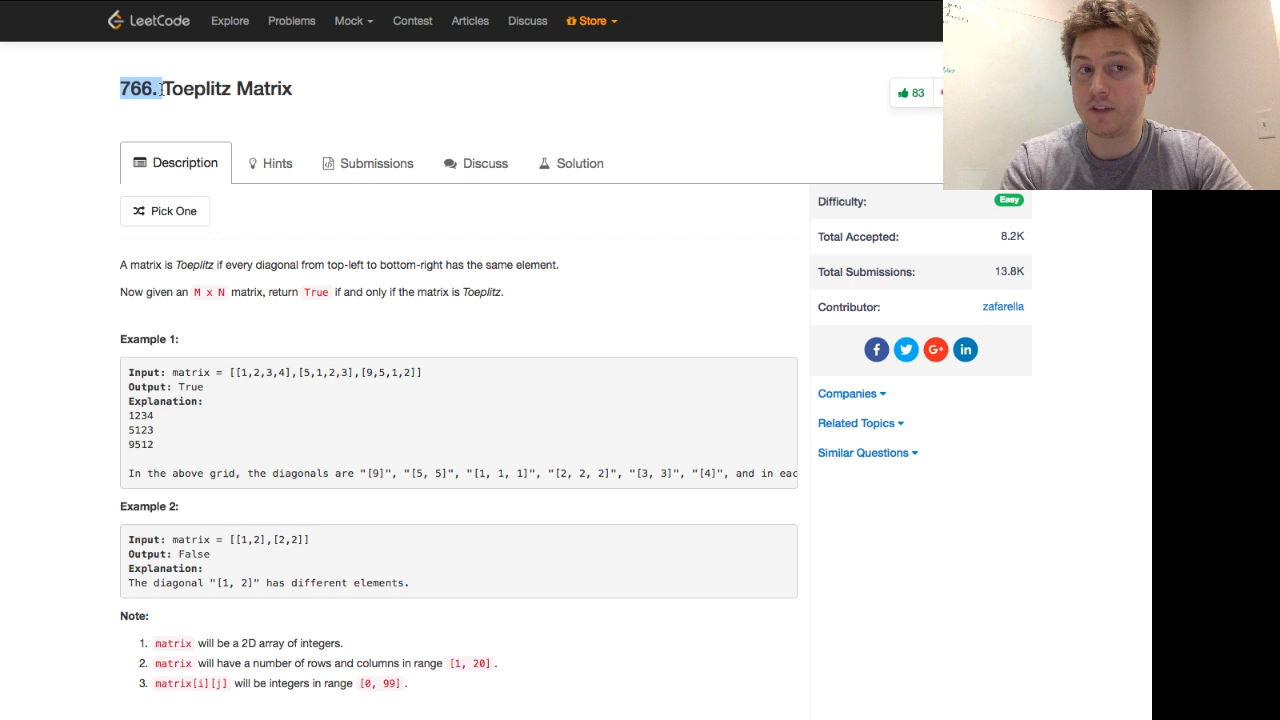 LeetCode Explore Problems Mock Contest Articles Discuss Store
766. Toeplitz Matrix
83
Description Hints Submissions Discuss Solution
Pick One
A matrix is Toeplitz if every diagonal from top-left to bottom-right has the same element.
Now given an M x N matrix, return True if and only if the matrix is Toeplitz.
Example 1:
Input: matrix = [[1,2,3,4],[5,1,2,3],[9,5,1,2]]
Output: True
Explanation:
1234
5123
9512
In the above grid, the diagonals are "[9]", "[5, 5]", "[1, 1, 1]", "[2, 2, 2]", "[3, 3]", "[4]", and in eac
Example 2:
Input: matrix = [[1,2],[2,2]]
Output: False
Explanation:
The diagonal "[1, 2]" has different elements.
Note:
1. matrix will be a 2D array of integers.
2. matrix will have a number of rows and columns in range [1, 20].
3. matrix[i][j] will be integers in range [0, 99].
Difficulty: Easy
Total Accepted: 8.2K
Total Submissions: 13.8K
Contributor: zafarella
f G+ in
Companies
Related Topics
Similar Questions